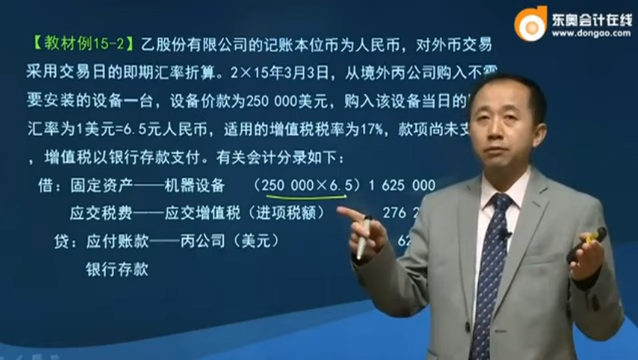 东奥会计在线
www.dongao.com
【教材例15-2】乙股份有限公司的记账本位币为人民币，对外币交易
采用交易日的即期汇率折算。2×15年3月3日，从境外丙公司购入不需
要安装的设备一台，设备价款为250 000美元，购入该设备当日的
汇率为1美元=6.5元人民币，适用的增值税税率为17%，款项尚未支
，增值税以银行存款支付。有关会计分录如下：
借：固定资产——机器设备 （250 000×6.5）1 625 000
应交税费——应交增值税（进项税额） 276 2
贷：应付账款——丙公司（美元） 62
银行存款